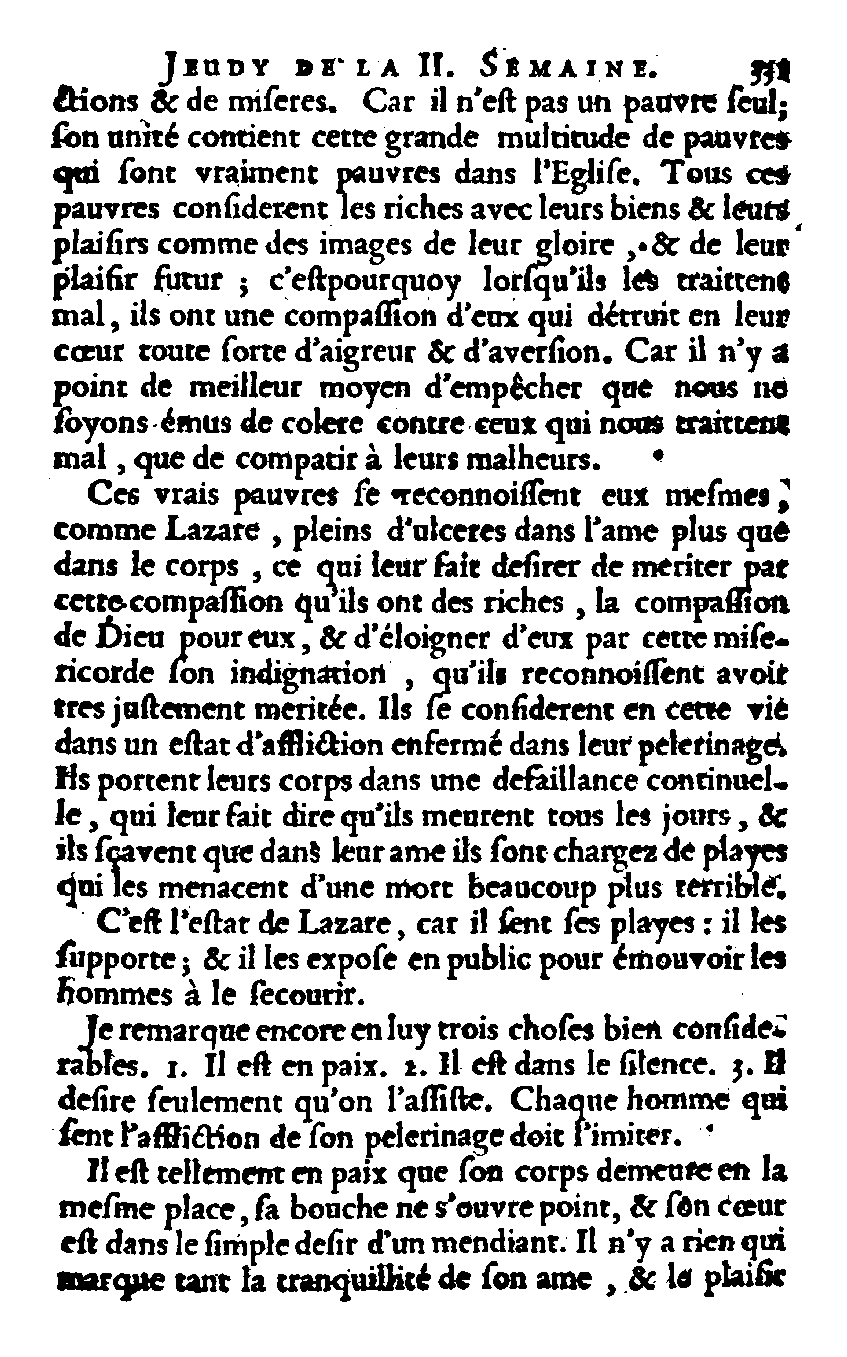 JEUDY DE LA II. SEMAINE. 351
ctions & de miſeres. Car il n'eſt pas un pauvre ſeul;
ſon unité contient cette grande multitude de pauvres
qui ſont vraiment pauvres dans l'Egliſe. Tous ces
pauvres conſiderent les riches avec leurs biens & leurs
plaiſirs comme des images de leur gloire, & de leur
plaiſir futur ; c'eſtpourquoy lorſqu'ils les traittent
mal, ils ont une compaſſion d'eux qui détruit en leur
cœur toute ſorte d'aigreur & d'averſion. Car il n'y a
point de meilleur moyen d'empêcher que nous ne
ſoyons émus de colere contre ceux qui nous traittent
mal, que de compatir à leurs malheurs.
Ces vrais pauvres ſe reconnoiſſent eux meſmes,
comme Lazare, pleins d'ulceres dans l'ame plus que
dans le corps, ce qui leur fait deſirer de meriter par
cette compaſſion qu'ils ont des riches, la compaſſion
de Dieu pour eux, & d'éloigner d'eux par cette miſe-
ricorde ſon indignation, qu'ils reconnoiſſent avoir
tres juſtement meritée. Ils ſe conſiderent en cette vie
dans un eſtat d'affliction enfermé dans leur pelerinage.
Ils portent leurs corps dans une defaillance continuel-
le, qui leur fait dire qu'ils meurent tous les jours, &
ils ſçavent que dans leur ame ils ſont chargez de playes
qui les menacent d'une mort beaucoup plus terrible.
C'eſt l'eſtat de Lazare, car il ſent ſes playes : il les
ſupporte ; & il les expoſe en public pour émouvoir les
hommes à le ſecourir.
Je remarque encore en luy trois choſes bien conſide-
rables. 1. Il eſt en paix. 2. Il eſt dans le ſilence. 3. Il
deſire ſeulement qu'on l'aſſiſte. Chaque homme qui
ſent l'affliction de ſon pelerinage doit l'imiter.
Il eſt tellement en paix que ſon corps demeure en la
meſme place, ſa bouche ne s'ouvre point, & ſon cœur
eſt dans le ſimple deſir d'un mendiant. Il n'y a rien qui
marque tant la tranquillité de ſon ame, & le plaiſir